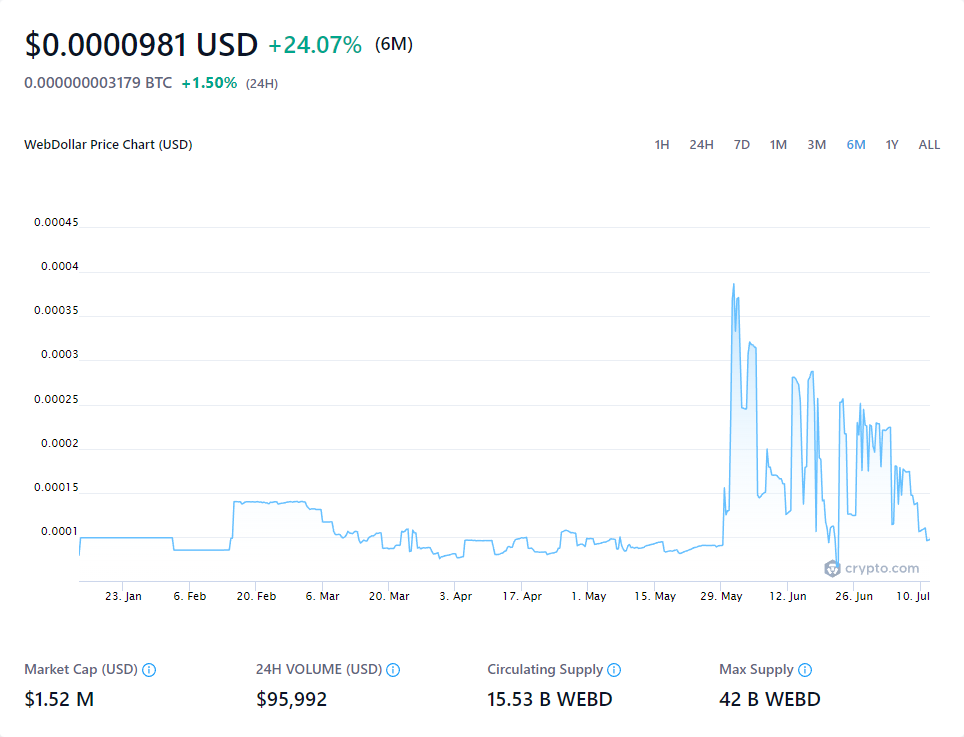 $0.0000981 USD +24.07% (6M)
0.000000003179 BTC +1.50% (24H)
WebDollar Price Chart (USD) 1H 24H 7D 1M 3M 6M 1Y ALL
0.00045
0.0004
0.00035
0.0003
0.00025
0.0002
0.00015
0.0001
crypto.com
23. Jan 6. Feb 20. Feb 6. Mar 20. Mar 3. Apr 17. Apr 1. May 15. May 29. May 12. Jun 26. Jun 10. Jul
Market Cap (USD) 24H VOLUME (USD) Circulating Supply Max Supply
$1.52 M $95,992 15.53 B WEBD 42 B WEBD